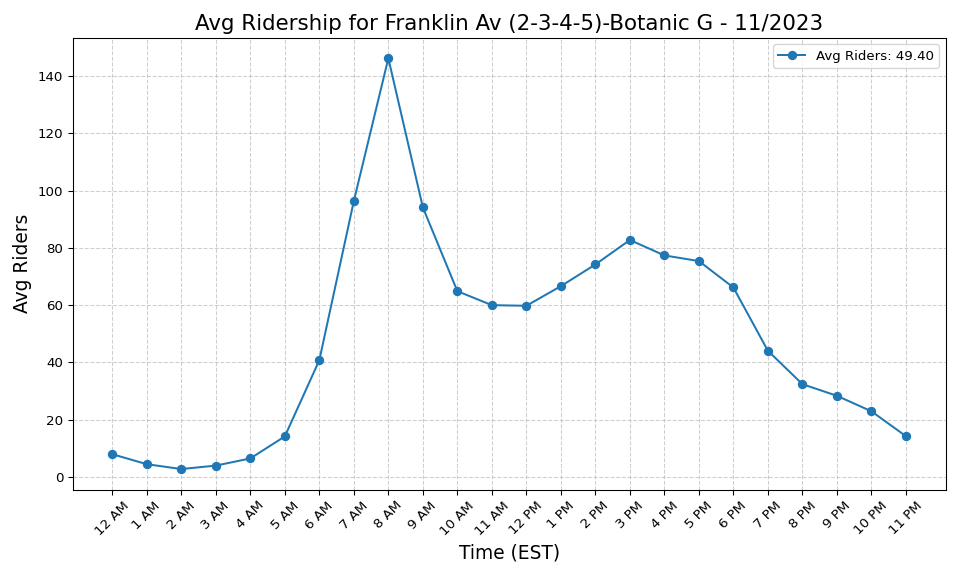 Avg Ridership for Franklin Av (2-3-4-5)-Botanic G - 11/2023
Avg Riders: 49.40
Avg Riders
140
120
100
80
60
40
20
0
12 AM
1 AM
2 AM
3 AM
4 AM
5 AM
6 AM
7 AM
8 AM
9 AM
10 AM
11 AM
12 PM
1 PM
2 PM
3 PM
4 PM
5 PM
6 PM
7 PM
8 PM
9 PM
10 PM
11 PM
Time (EST)